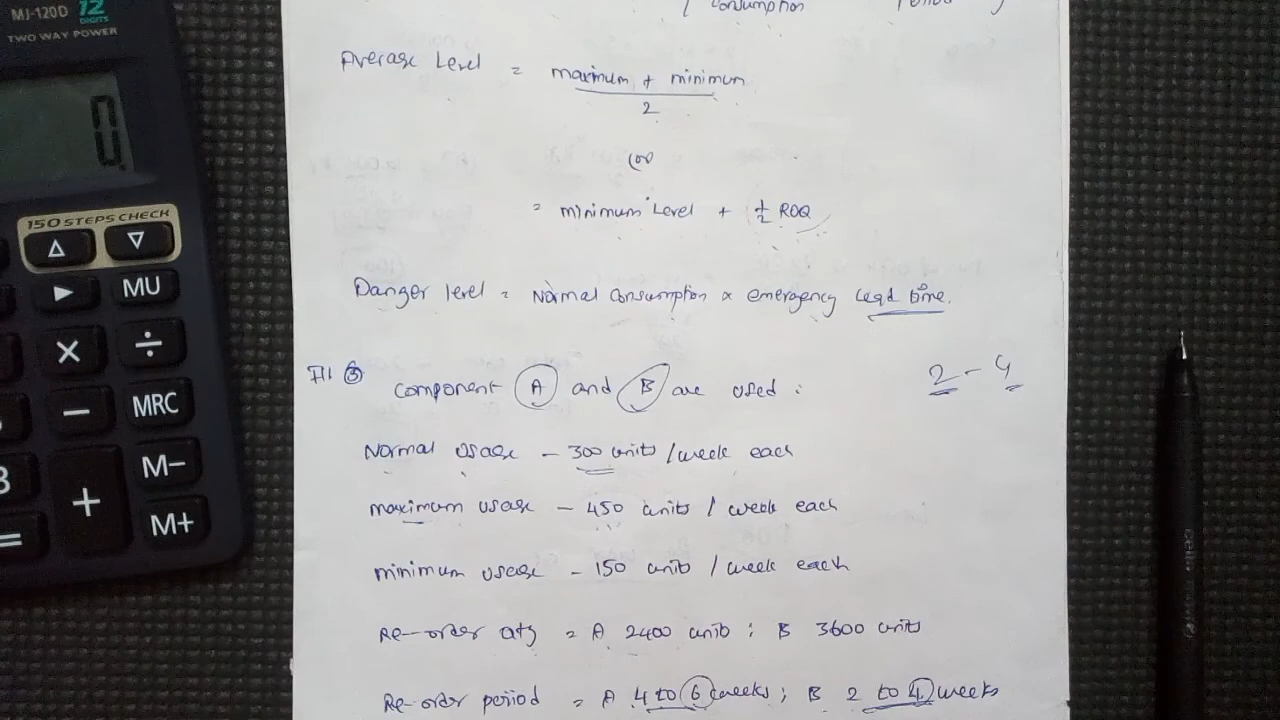 MJ-120D 12 DIGITS
TWO WAY POWER
0.
150 STEPS CHECK
MU
MRC
M-
M+
Consumption Period
Average Level = maximum + minimum
2
(or)
= minimum Level + 1/2 ROQ
Danger level = Normal Consumption x emergency Lead time.
Component A and B are used :
2 - 4
Normal usage - 300 units / week each
maximum usage - 450 units / week each
minimum usage - 150 units / week each
Re-order qty = A 2400 units : B 3600 units
Re-order period = A 4 to 6 weeks ; B 2 to 4 weeks